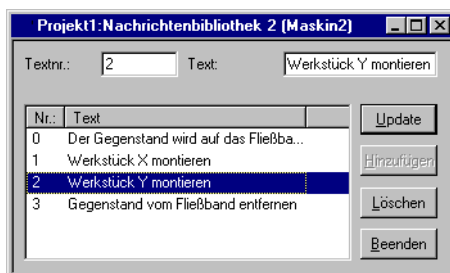 Projekt1:Nachrichtenbibliothek 2 (Maskin2)
Textnr.: 2 Text: Werkstück Y montieren
Nr.: Text
Update
0 Der Gegenstand wird auf das Fließba...
1 Werkstück X montieren
Hinzufügen
2 Werkstück Y montieren
3 Gegenstand vom Fließband entfernen
Löschen
Beenden